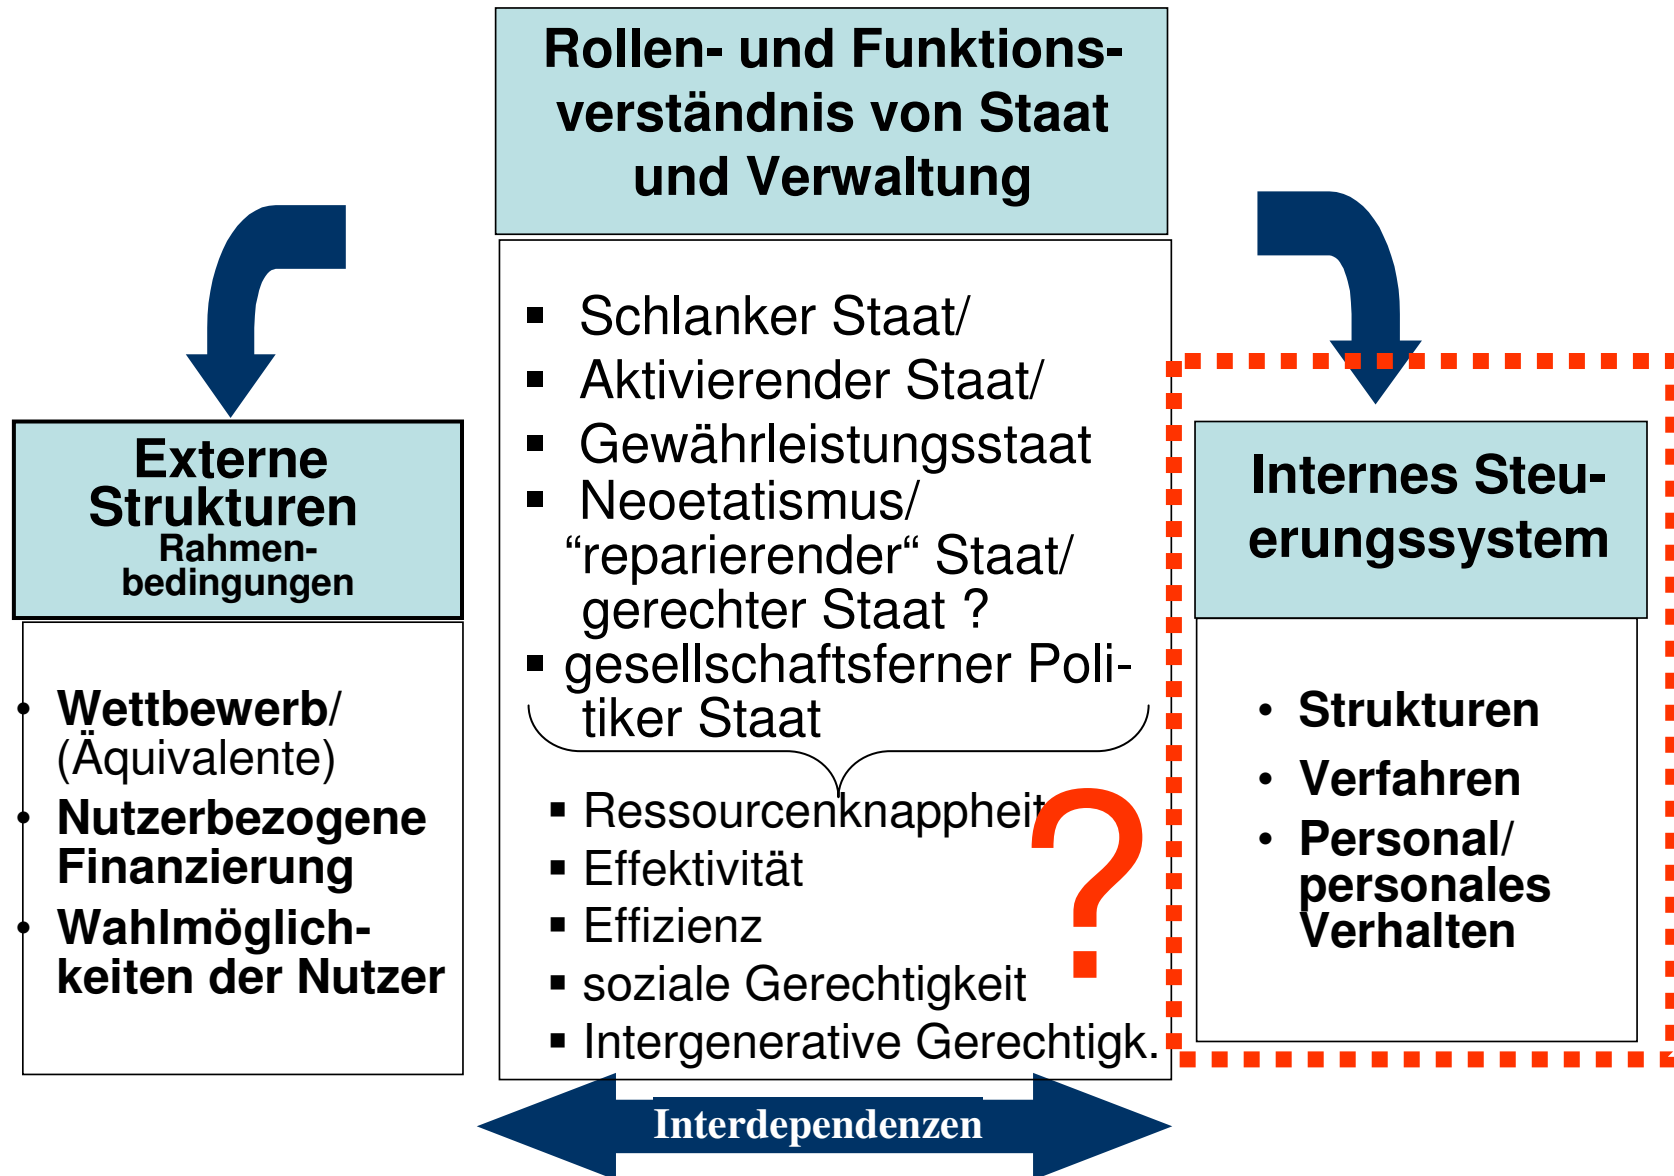 Rollen- und Funktions-
verständnis von Staat
und Verwaltung
▪ Schlanker Staat/
▪ Aktivierender Staat/
▪ Gewährleistungsstaat
▪ Neoetatismus/
“reparierender“ Staat/
gerechter Staat ?
▪ gesellschaftsferner Poli-
tiker Staat
▪ Ressourcenknappheit
▪ Effektivität
▪ Effizienz
▪ soziale Gerechtigkeit
▪ Intergenerative Gerechtigk.
?
Externe
Strukturen
Rahmen-
bedingungen
• Wettbewerb/
(Äquivalente)
• Nutzerbezogene
Finanzierung
• Wahlmöglich-
keiten der Nutzer
Internes Steu-
erungssystem
• Strukturen
• Verfahren
• Personal/
personales
Verhalten
Interdependenzen